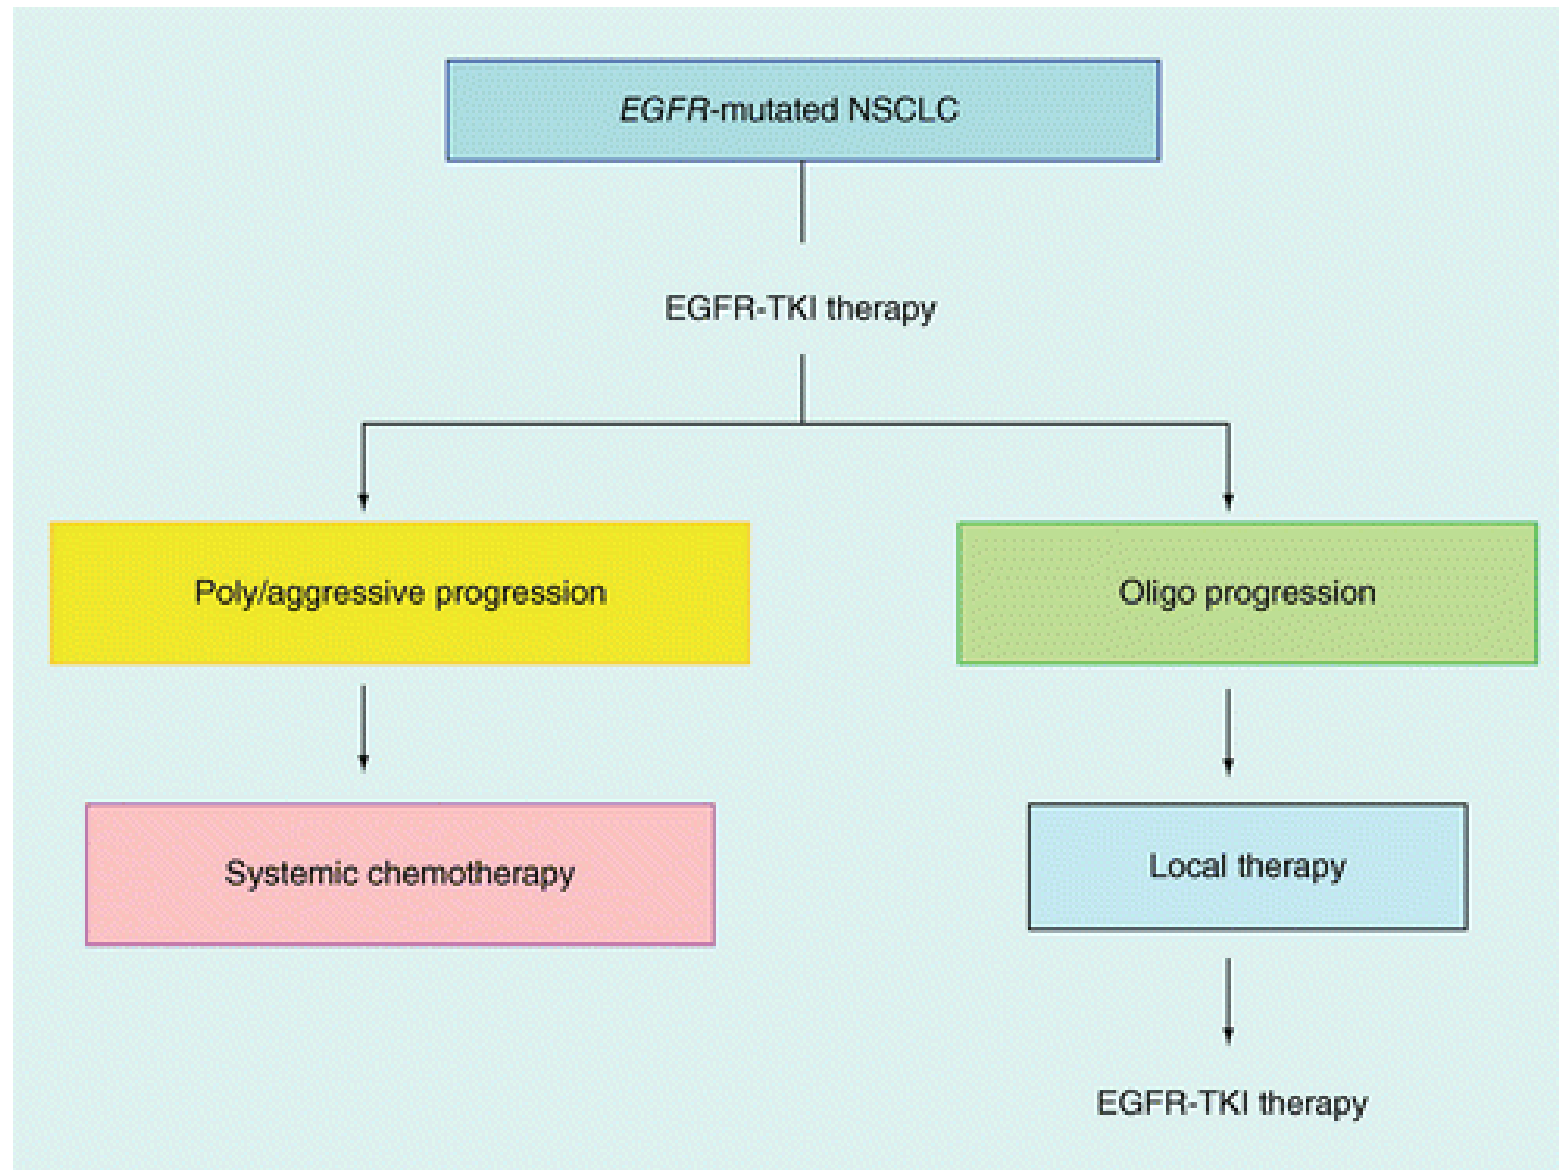 EGFR-mutated NSCLC
EGFR-TKI therapy
Poly/aggressive progression
Oligo progression
Systemic chemotherapy
Local therapy
EGFR-TKI therapy